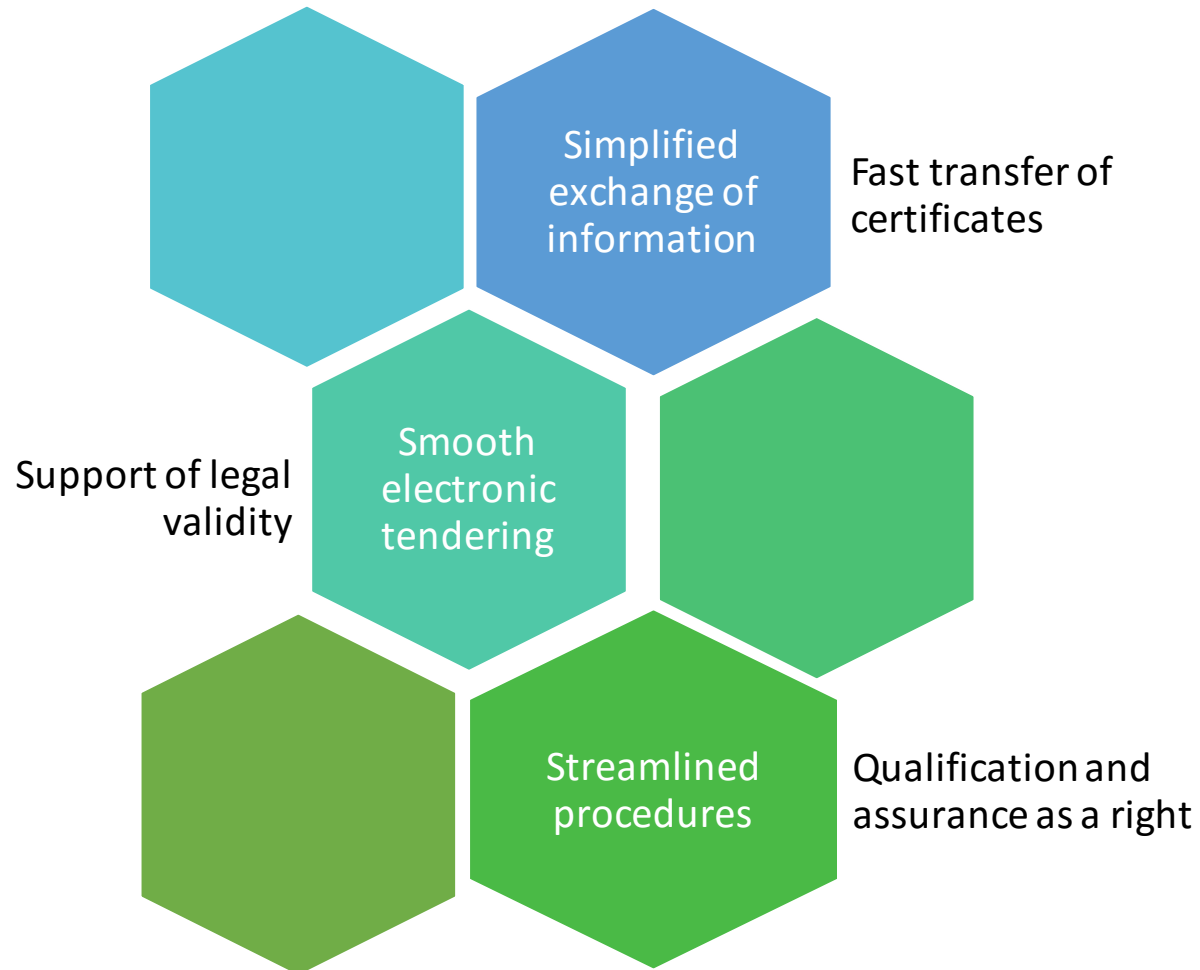 Simplified
exchange of
information
Fast transfer of
certificates
Support of legal
validity
Smooth
electronic
tendering
Streamlined
procedures
Qualification and
assurance as a right